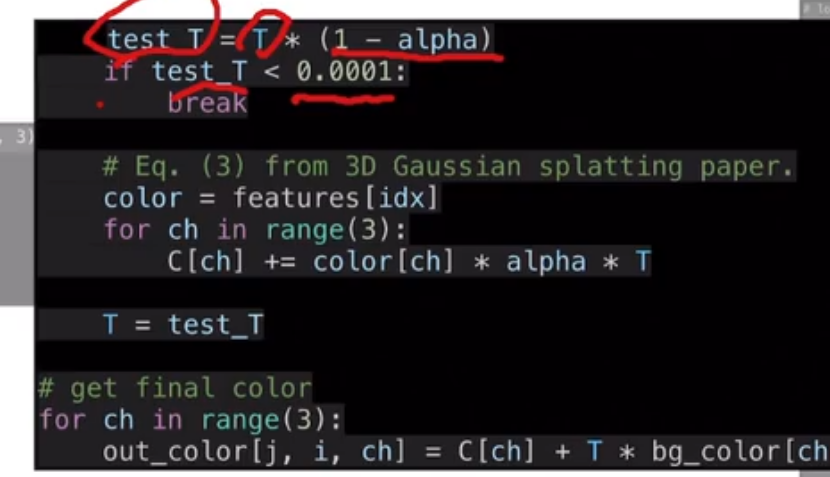 test_T = T * (1 - alpha)
if test_T < 0.0001:
break
, 3)
# Eq. (3) from 3D Gaussian splatting paper.
color = features[idx]
for ch in range(3):
C[ch] += color[ch] * alpha * T
T = test_T
# get final color
for ch in range(3):
out_color[j, i, ch] = C[ch] + T * bg_color[ch